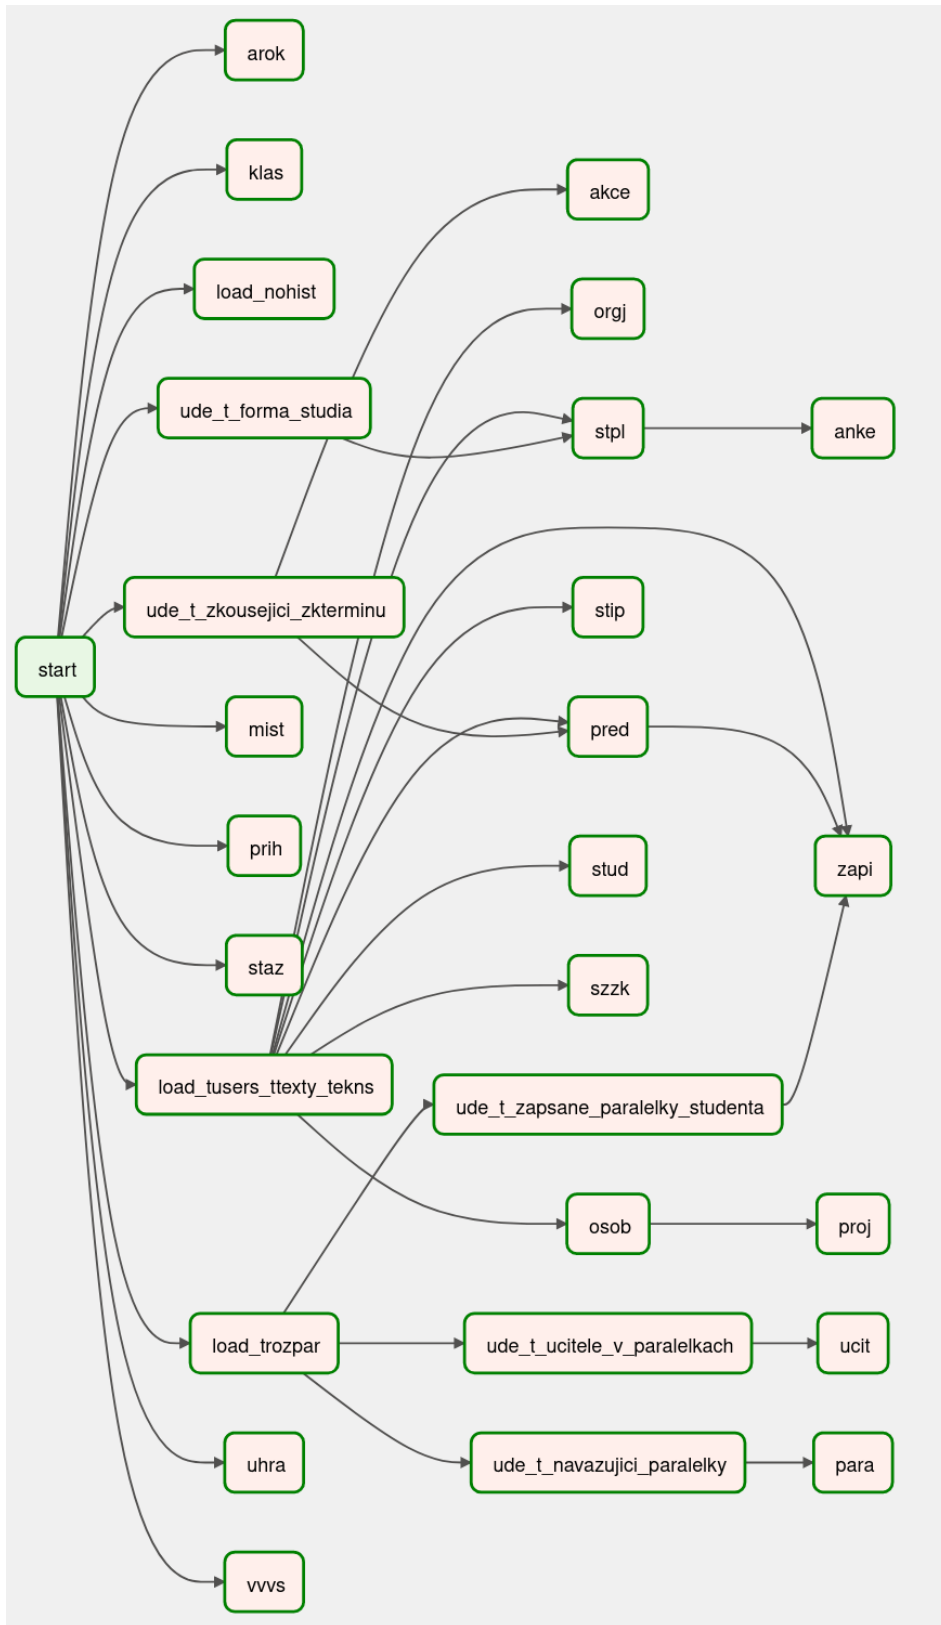 arok
klas
akce
load_nohist
orgj
ude_t_forma_studia
stpl
anke
ude_t_zkousejici_zkterminu
stip
start
mist
pred
prih
stud
zapi
staz
szzk
load_tusers_ttexty_tekns
ude_t_zapsane_paralelky_studenta
osob
proj
load_trozpar
ude_t_ucitele_v_paralelkach
ucit
uhra
ude_t_navazujici_paralelky
para
vvvs